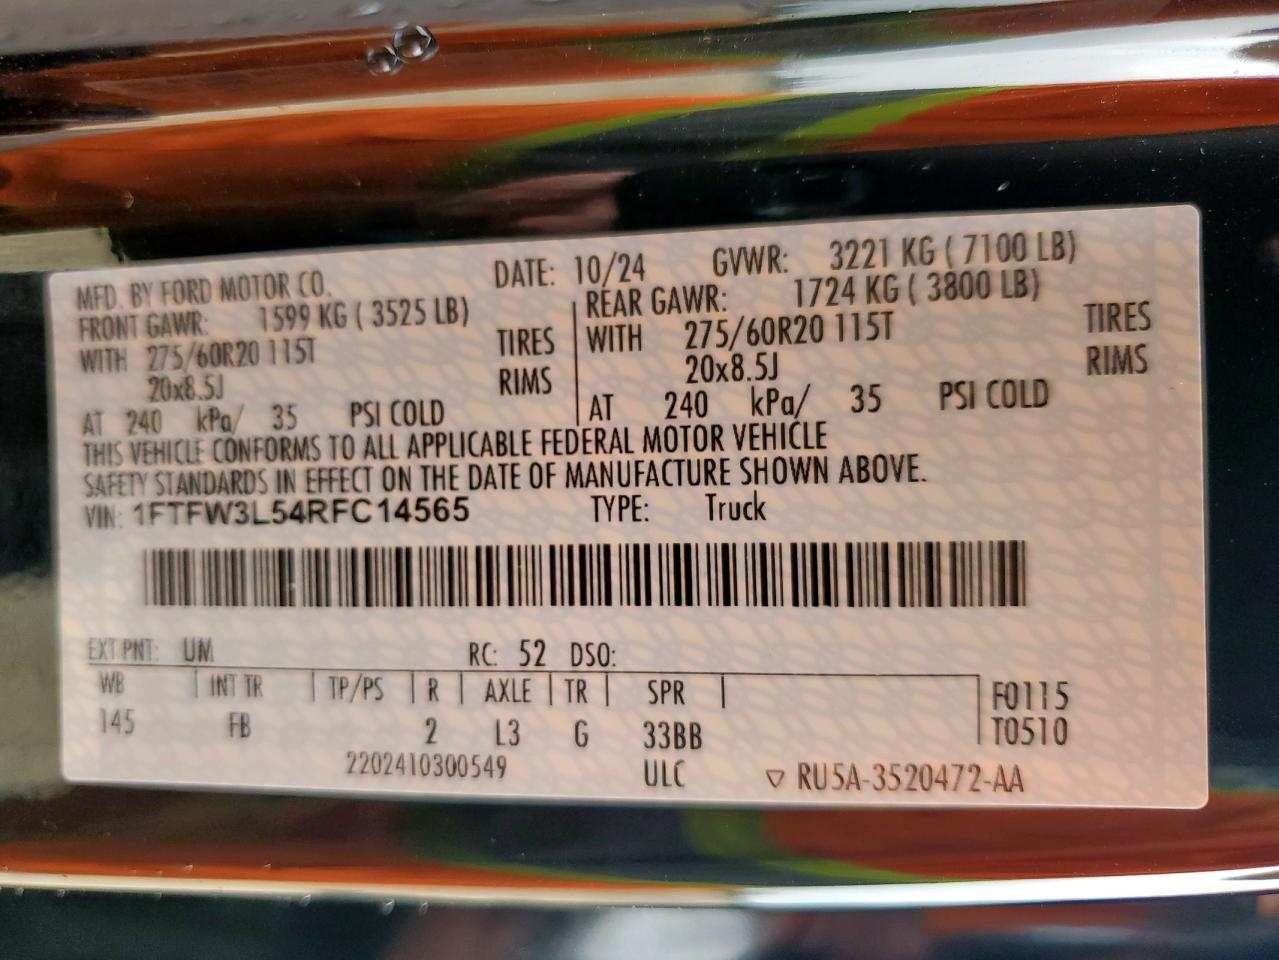 MFD. BY FORD MOTOR CO. DATE: 10/24 GVWR: 3221 KG ( 7100 LB)
FRONT GAWR: 1599 KG ( 3525 LB) REAR GAWR: 1724 KG ( 3800 LB)
WITH 275/60R20 115T TIRES WITH 275/60R20 115T TIRES
20x8.5J RIMS 20x8.5J RIMS
AT 240 kPa/ 35 PSI COLD AT 240 kPa/ 35 PSI COLD
THIS VEHICLE CONFORMS TO ALL APPLICABLE FEDERAL MOTOR VEHICLE
SAFETY STANDARDS IN EFFECT ON THE DATE OF MANUFACTURE SHOWN ABOVE.
VIN: 1FTFW3L54RFC14565 TYPE: Truck
EXT PNT: UM RC: 52 DSO:
WB INT TR TP/PS R AXLE TR SPR F0115
145 FB 2 L3 G 33BB T0510
2202410300549 ULC ▽ RU5A-3520472-AA